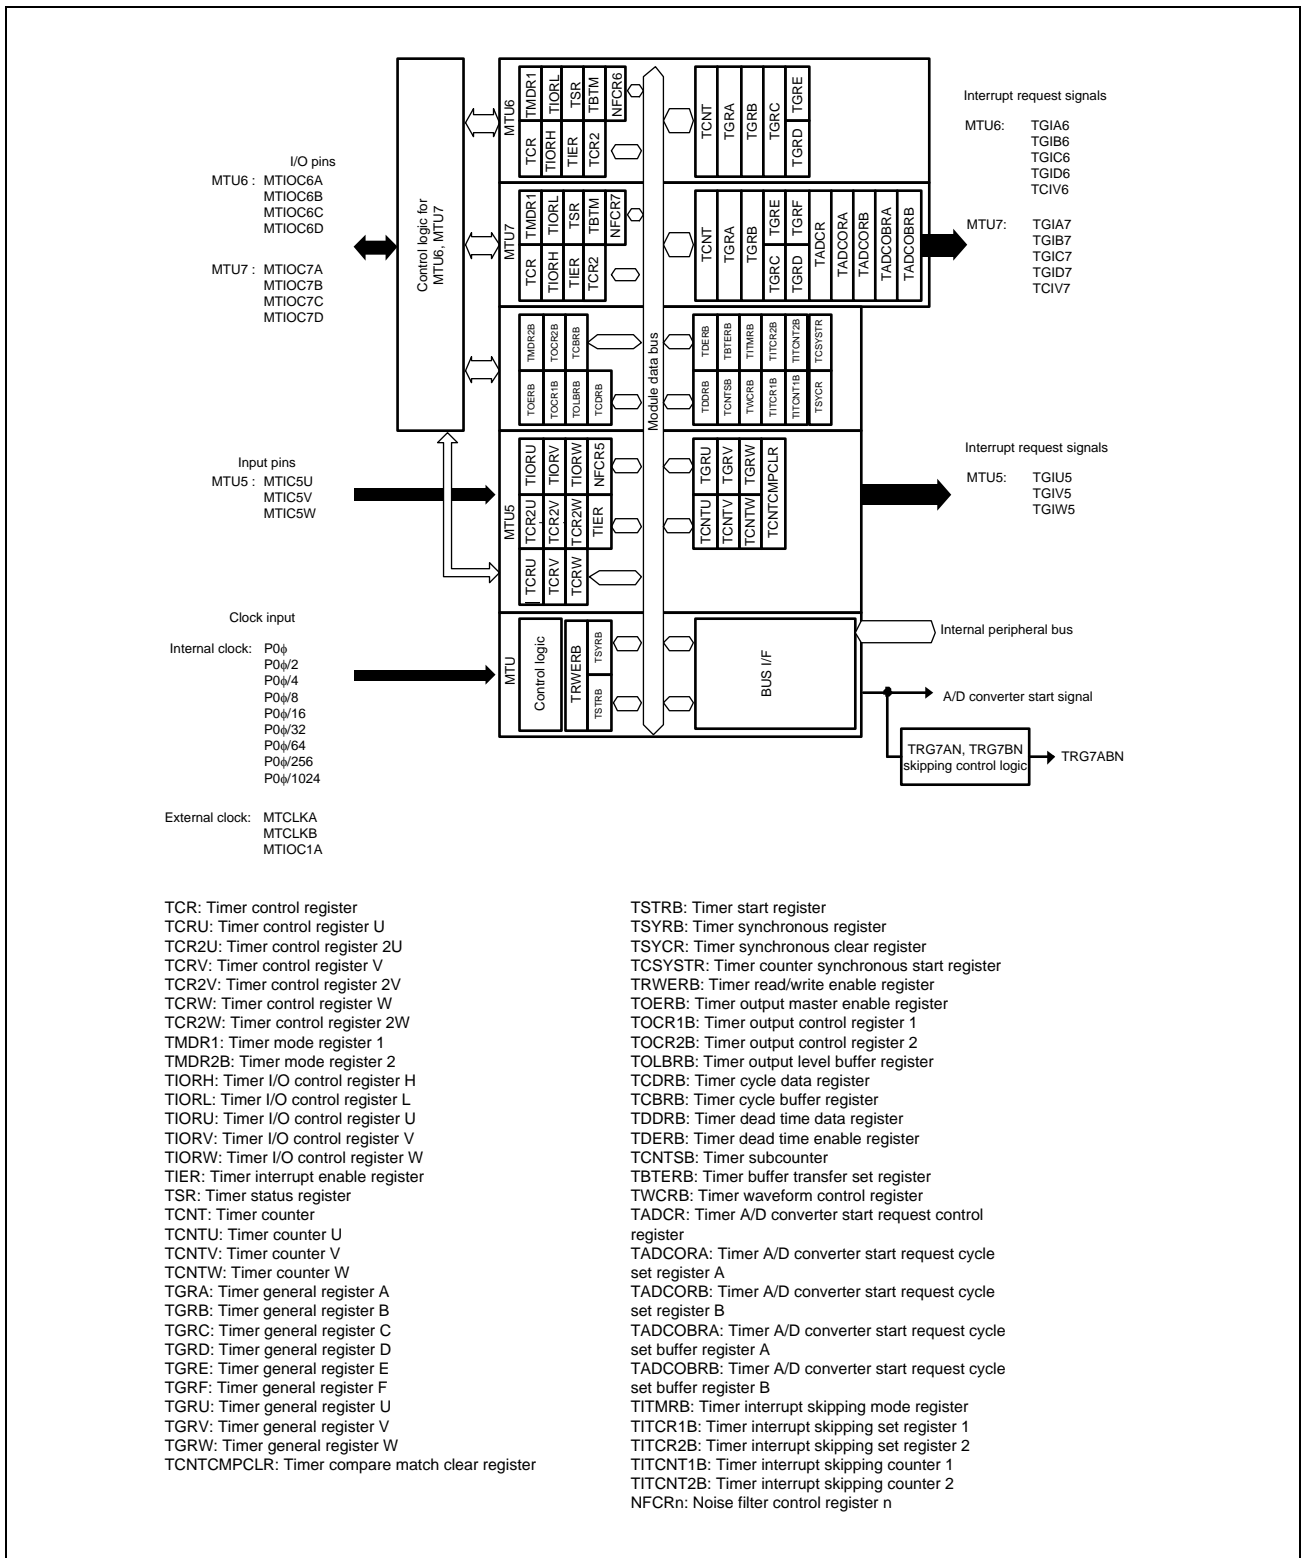 I/O pins
MTU6 : MTIOC6A
MTIOC6B
MTIOC6C
MTIOC6D
MTU7 : MTIOC7A
MTIOC7B
MTIOC7C
MTIOC7D
Input pins
MTU5 : MTIC5U
MTIC5V
MTIC5W
Clock input
Internal clock: P0ϕ
P0ϕ/2
P0ϕ/4
P0ϕ/8
P0ϕ/16
P0ϕ/32
P0ϕ/64
P0ϕ/256
P0ϕ/1024
External clock: MTCLKA
MTCLKB
MTIOC1A
Control logic for
MTU6, MTU7
MTU6
TMDR1
TIORL
TSR
TBTM
NFCR6
TCR
TIORH
TIER
TCR2
TCNT
TGRA
TGRB
TGRC
TGRE
TGRD
MTU7
TMDR1
TIORL
TSR
TBTM
NFCR7
TCR
TIORH
TIER
TCR2
TCNT
TGRA
TGRB
TGRE
TGRF
TGRC
TGRD
TADCR
TADCORA
TADCORB
TADCOBRA
TADCOBRB
TMDR2B
TOCR2B
TCBRB
TOERB
TOCR1B
TOLBRB
TCDRB
Module data bus
TDERB
TBTERB
TITMRB
TITCR2B
TITCNT2B
TCSYSTR
TDDRB
TCNTSB
TWCRB
TITCR1B
TITCNT1B
TSYCR
MTU5
TIORU
TIORV
TIORW
NFCR5
TCR2U
TCR2V
TCR2W
TIER
TCRU
TCRV
TCRW
TGRU
TGRV
TGRW
TCNTCMPCLR
TCNTU
TCNTV
TCNTW
MTU
Control logic
TRWERB
TSYRB
TSTRB
BUS I/F
Interrupt request signals
MTU6: TGIA6
TGIB6
TGIC6
TGID6
TCIV6
MTU7: TGIA7
TGIB7
TGIC7
TGID7
TCIV7
Interrupt request signals
MTU5: TGIU5
TGIV5
TGIW5
Internal peripheral bus
A/D converter start signal
TRG7AN, TRG7BN
skipping control logic
TRG7ABN
TCR: Timer control register
TCRU: Timer control register U
TCR2U: Timer control register 2U
TCRV: Timer control register V
TCR2V: Timer control register 2V
TCRW: Timer control register W
TCR2W: Timer control register 2W
TMDR1: Timer mode register 1
TMDR2B: Timer mode register 2
TIORH: Timer I/O control register H
TIORL: Timer I/O control register L
TIORU: Timer I/O control register U
TIORV: Timer I/O control register V
TIORW: Timer I/O control register W
TIER: Timer interrupt enable register
TSR: Timer status register
TCNT: Timer counter
TCNTU: Timer counter U
TCNTV: Timer counter V
TCNTW: Timer counter W
TGRA: Timer general register A
TGRB: Timer general register B
TGRC: Timer general register C
TGRD: Timer general register D
TGRE: Timer general register E
TGRF: Timer general register F
TGRU: Timer general register U
TGRV: Timer general register V
TGRW: Timer general register W
TCNTCMPCLR: Timer compare match clear register
TSTRB: Timer start register
TSYRB: Timer synchronous register
TSYCR: Timer synchronous clear register
TCSYSTR: Timer counter synchronous start register
TRWERB: Timer read/write enable register
TOERB: Timer output master enable register
TOCR1B: Timer output control register 1
TOCR2B: Timer output control register 2
TOLBRB: Timer output level buffer register
TCDRB: Timer cycle data register
TCBRB: Timer cycle buffer register
TDDRB: Timer dead time data register
TDERB: Timer dead time enable register
TCNTSB: Timer subcounter
TBTERB: Timer buffer transfer set register
TWCRB: Timer waveform control register
TADCR: Timer A/D converter start request control
register
TADCORA: Timer A/D converter start request cycle
set register A
TADCORB: Timer A/D converter start request cycle
set register B
TADCOBRA: Timer A/D converter start request cycle
set buffer register A
TADCOBRB: Timer A/D converter start request cycle
set buffer register B
TITMRB: Timer interrupt skipping mode register
TITCR1B: Timer interrupt skipping set register 1
TITCR2B: Timer interrupt skipping set register 2
TITCNT1B: Timer interrupt skipping counter 1
TITCNT2B: Timer interrupt skipping counter 2
NFCRn: Noise filter control register n